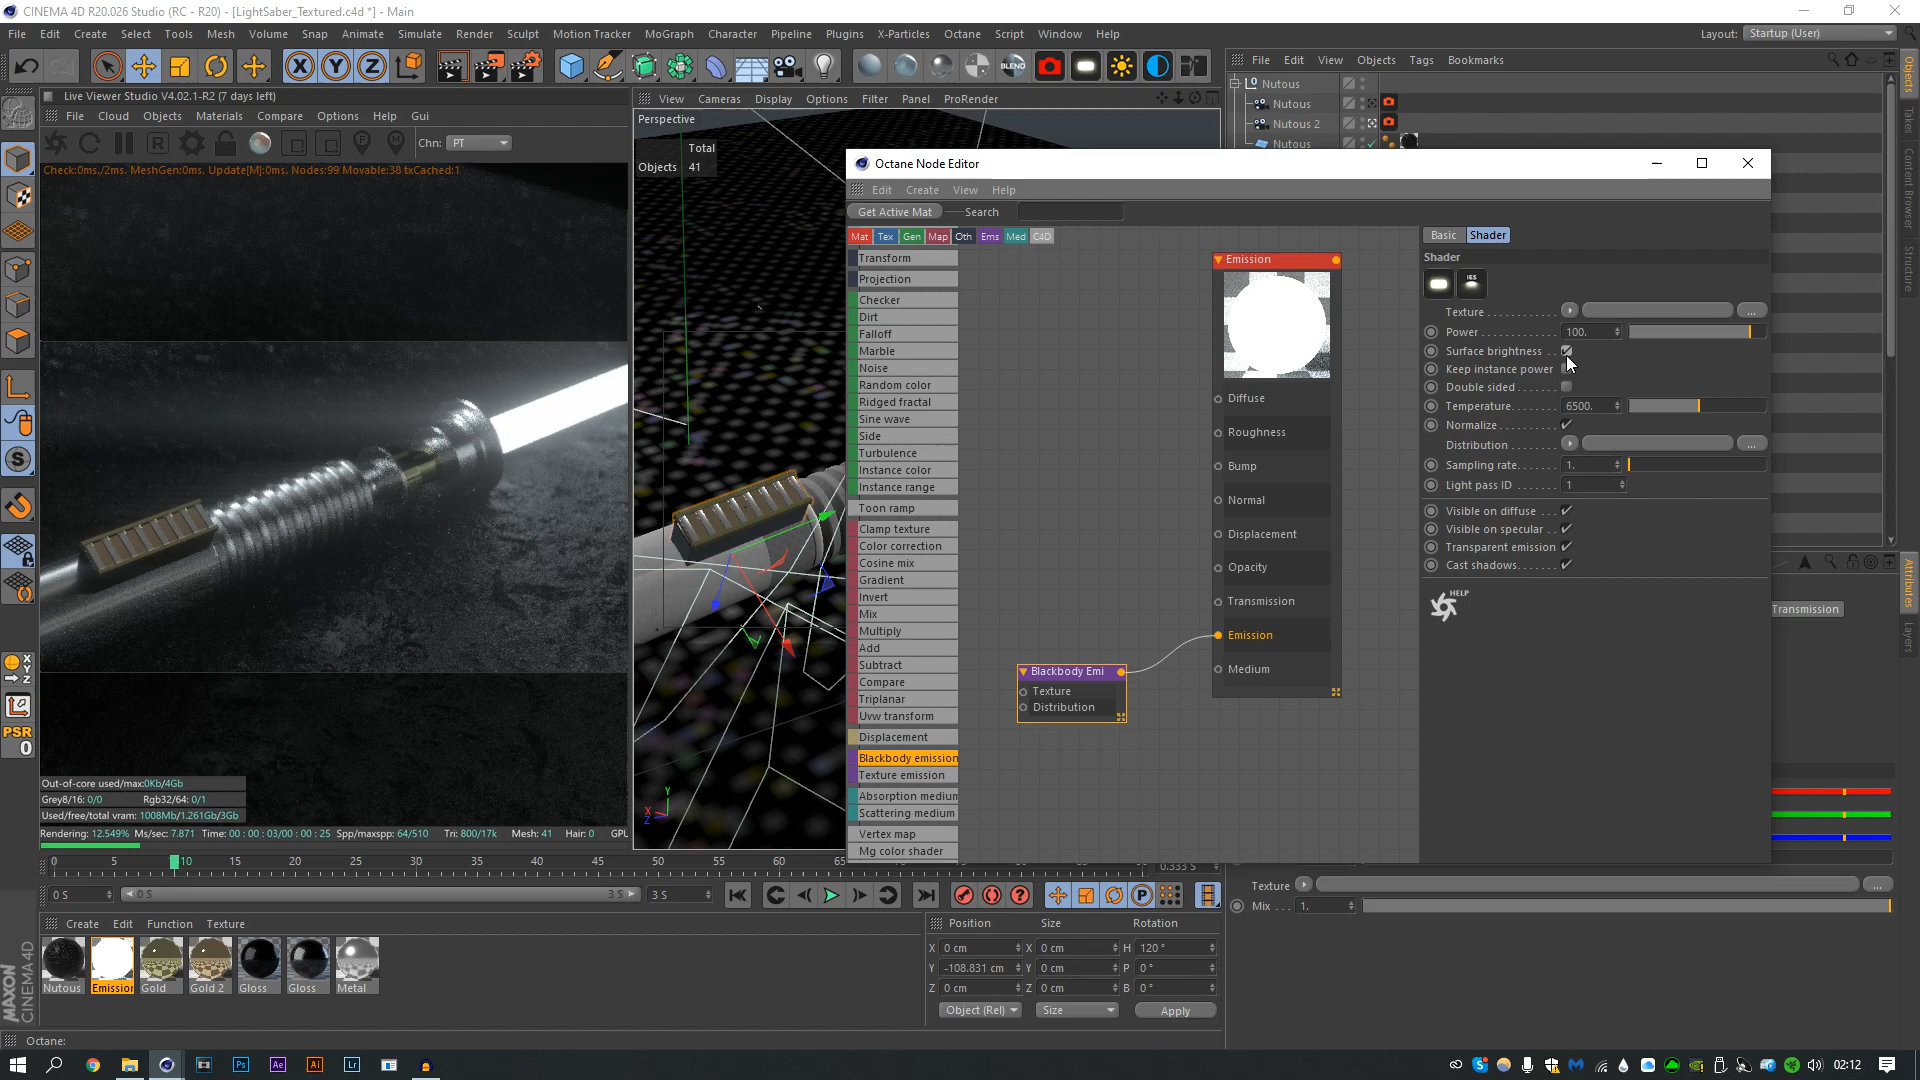 CINEMA 4D R20.026 Studio (RC - R20) - [LightSaber_Textured.c4d *] - Main
File Edit Create Select Tools Mesh Volume Snap Animate Simulate Render Sculpt Motion Tracker MoGraph Character Pipeline Plugins X-Particles Octane Script Window Help
Layout: Startup (User)
BLEND
Live Viewer Studio V4.02.1-R2 (7 days left)
File Cloud Objects Materials Compare Options Help Gui
Chn: PT
Check:0ms./2ms. MeshGen:0ms. Update[M]:0ms. Nodes:99 Movable:38 txCached:1
View Cameras Display Options Filter Panel ProRender
Perspective
Total
Objects 41
File Edit View Objects Tags Bookmarks
Nutous
Nutous
Nutous 2
Nutous
Objects
Takes
Content Browser
Structure
Attributes
Layers
Octane Node Editor
Edit Create View Help
Get Active Mat Search
Mat Tex Gen Map Oth Ems Med C4D
Transform
Projection
Checker
Dirt
Falloff
Marble
Noise
Random color
Ridged fractal
Sine wave
Side
Turbulence
Instance color
Instance range
Toon ramp
Clamp texture
Color correction
Cosine mix
Gradient
Invert
Mix
Multiply
Add
Subtract
Compare
Triplanar
Uvw transform
Displacement
Blackbody emission
Texture emission
Absorption medium
Scattering medium
Vertex map
Mg color shader
Emission
Diffuse
Roughness
Bump
Normal
Displacement
Opacity
Transmission
Emission
Medium
Blackbody Emi
Texture
Distribution
Basic Shader
Shader
IES
Texture
Power 100.
Surface brightness
Keep instance power
Double sided
Temperature 6500.
Normalize
Distribution
Sampling rate 1.
Light pass ID 1
Visible on diffuse
Visible on specular
Transparent emission
Cast shadows
HELP
Transmission
Out-of-core used/max:0Kb/4Gb
Grey8/16: 0/0 Rgb32/64: 0/1
Used/free/total vram: 1008Mb/1.261Gb/3Gb
Rendering: 12.549% Ms/sec: 7.871 Time: 00 : 00 : 03/00 : 00 : 25 Spp/maxspp: 64/510 Tri: 800/17k Mesh: 41 Hair: 0 GPU
0 5 10 15 20 25 30 35 40 45 50 55 60 0.333 S
0 S 0 S 3 S 3 S
Texture
Mix 1.
Create Edit Function Texture
Nutous Emission Gold Gold 2 Gloss Gloss Metal
Position Size Rotation
X 0 cm X 0 cm H 120 °
Y -108.831 cm Y 0 cm P 0 °
Z 0 cm Z 0 cm B 0 °
Object (Rel) Size Apply
PSR
0
X Y Z
MAXON
CINEMA 4D
Octane:
Ps Ae Ai Lr
02:12